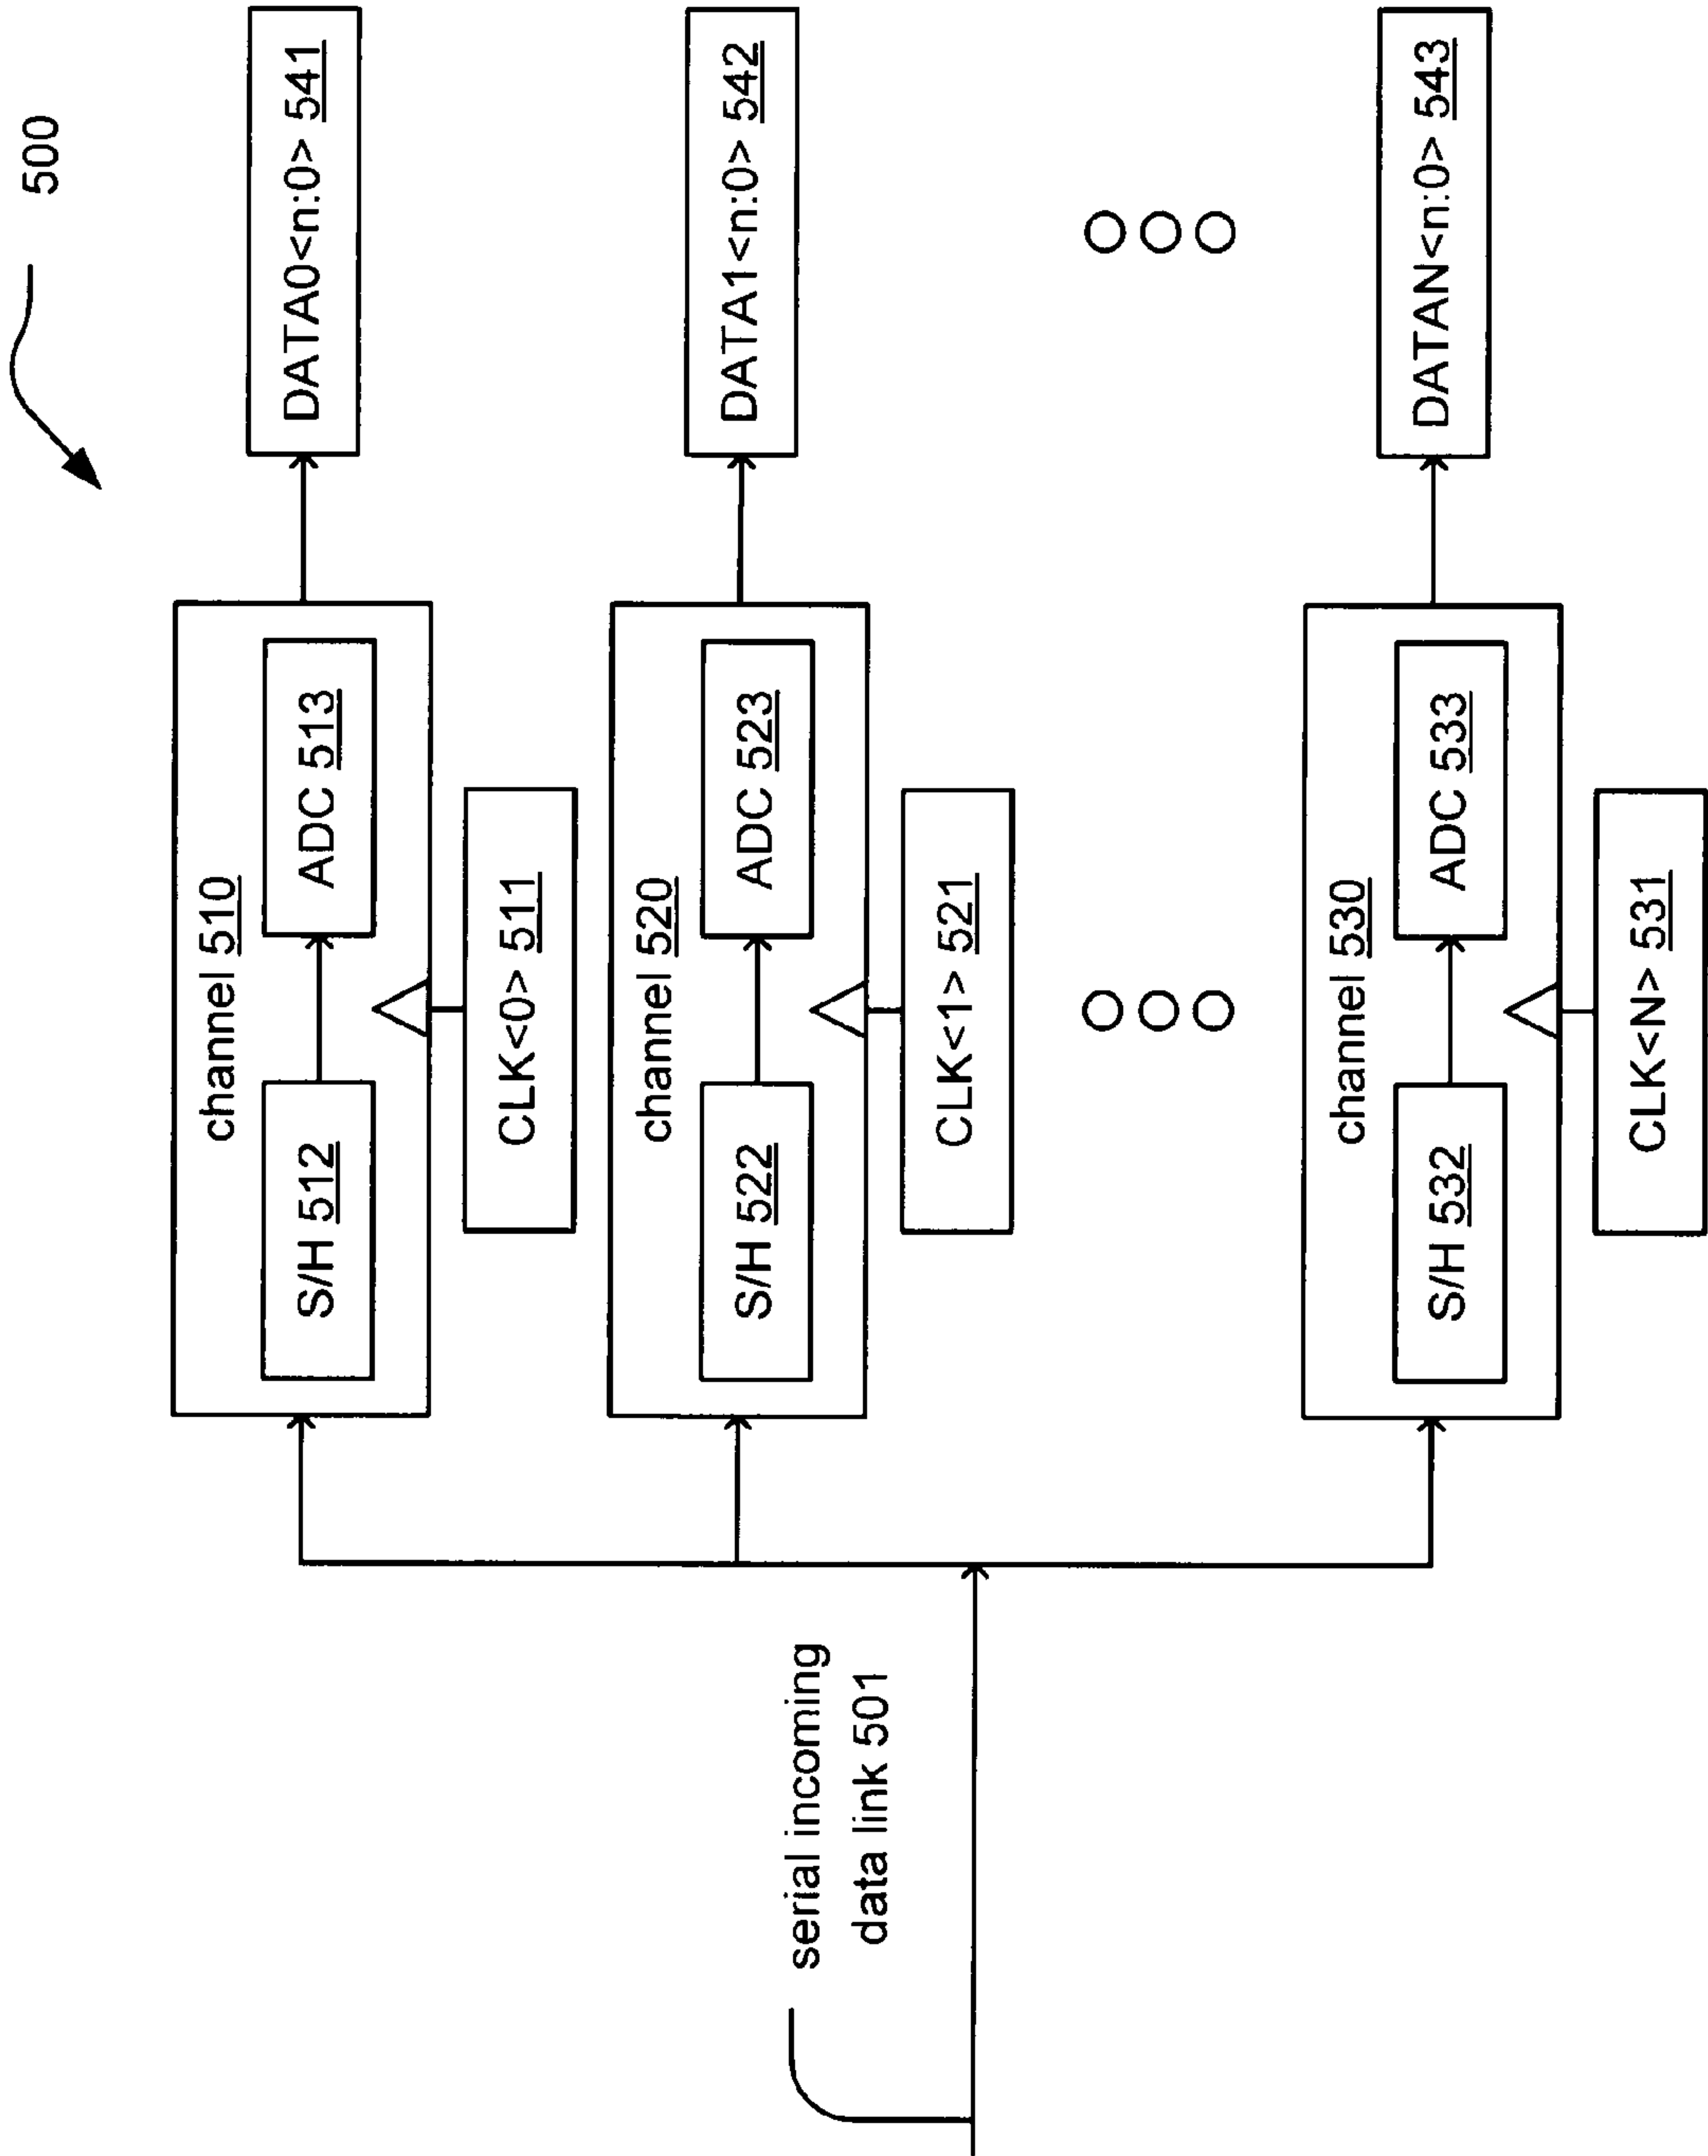 500
channel 510
S/H 512
ADC 513
DATA0<n:0> 541
CLK<0> 511
channel 520
S/H 522
ADC 523
DATA1<n:0> 542
CLK<1> 521
serial incoming
data link 501
channel 530
S/H 532
ADC 533
DATAN<n:0> 543
CLK<N> 531